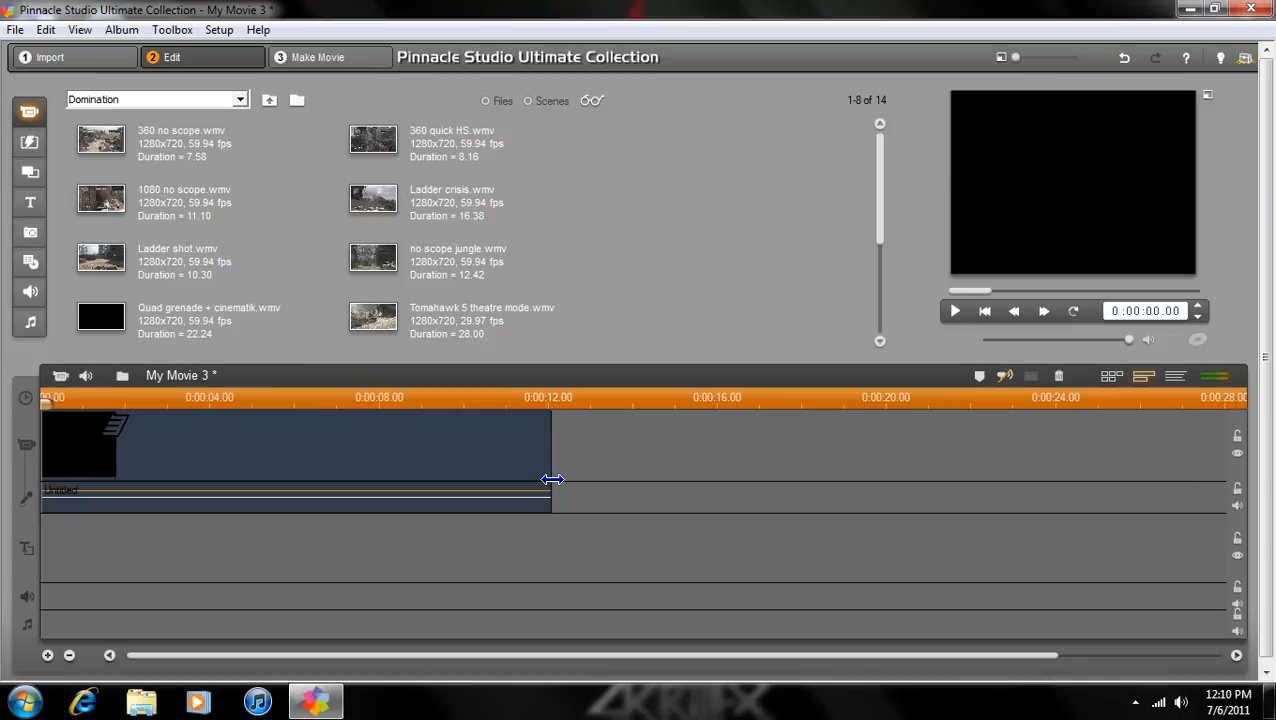 Pinnacle Studio Ultimate Collection - My Movie 3 *
File Edit View Album Toolbox Setup Help
1 Import 2 Edit 3 Make Movie Pinnacle Studio Ultimate Collection ?
Domination Files Scenes 1-8 of 14
360 no scope.wmv
1280x720, 59.94 fps
Duration = 7.58
360 quick HS.wmv
1280x720, 59.94 fps
Duration = 8.16
1080 no scope.wmv
1280x720, 59.94 fps
Duration = 11.10
Ladder crisis.wmv
1280x720, 59.94 fps
Duration = 16.38
T
Ladder shot.wmv
1280x720, 59.94 fps
Duration = 10.30
no scope jungle.wmv
1280x720, 59.94 fps
Duration = 12.42
Quad grenade + cinematik.wmv
1280x720, 59.94 fps
Duration = 22.24
Tomahawk 5 theatre mode.wmv
1280x720, 29.97 fps
Duration = 28.00
0:00:00.00
My Movie 3 *
00.00 0:00:04.00 0:00:08.00 0:00:12.00 0:00:16.00 0:00:20.00 0:00:24.00 0:00:28.00
Untitled
12:10 PM
7/6/2011